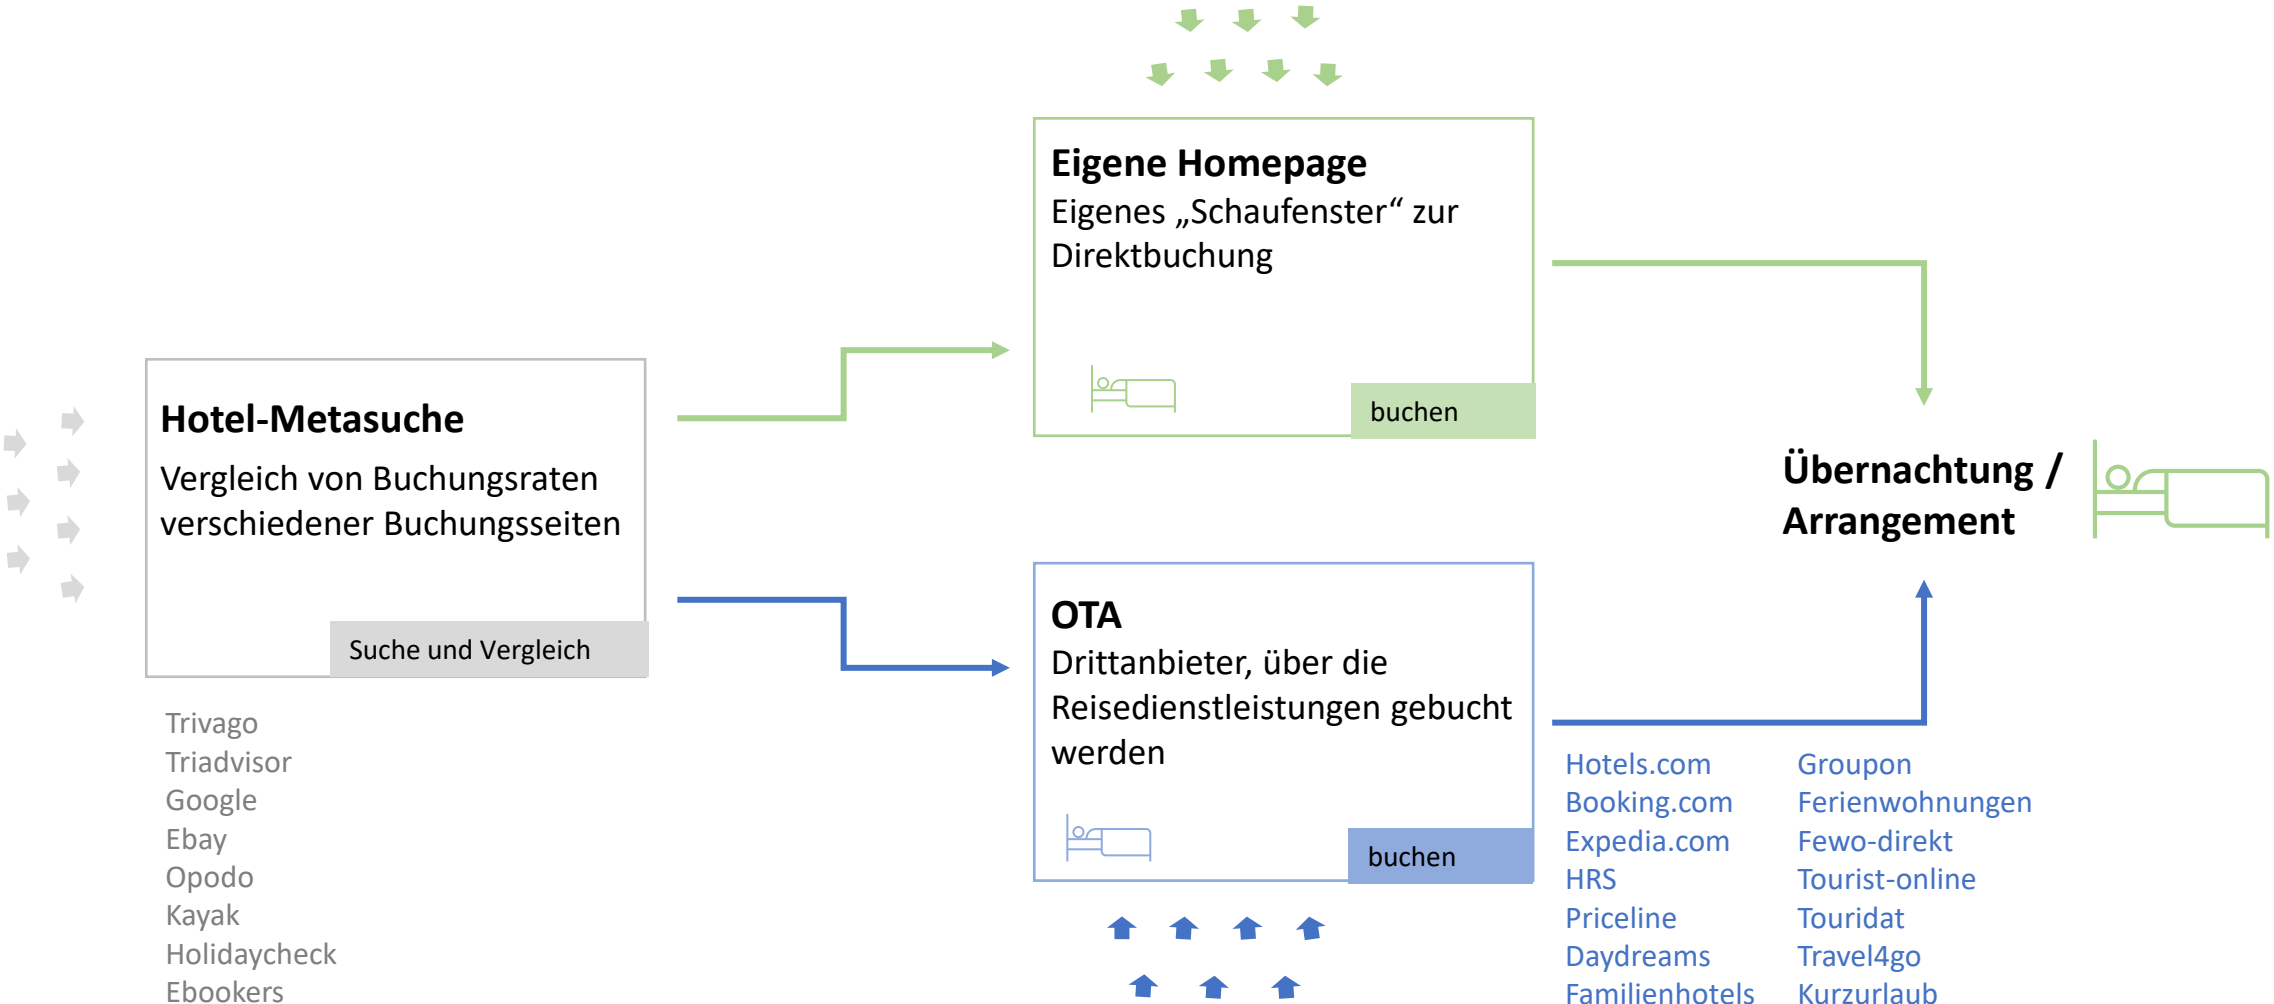 Eigene Homepage
Eigenes „Schaufenster“ zur
Direktbuchung
buchen
Hotel-Metasuche
Vergleich von Buchungsraten
verschiedener Buchungsseiten
Suche und Vergleich
Trivago
Triadvisor
Google
Ebay
Opodo
Kayak
Holidaycheck
Ebookers
OTA
Drittanbieter, über die
Reisedienstleistungen gebucht
werden
buchen
Übernachtung /
Arrangement
Hotels.com
Booking.com
Expedia.com
HRS
Priceline
Daydreams
Familienhotels
Groupon
Ferienwohnungen
Fewo-direkt
Tourist-online
Touridat
Travel4go
Kurzurlaub